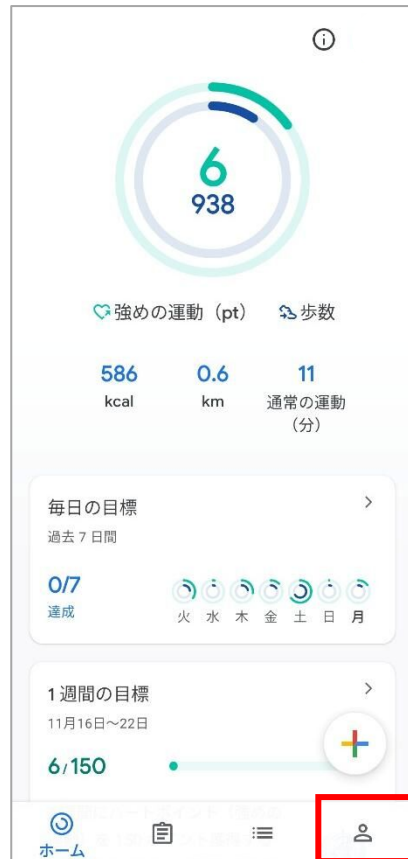 6
938
強めの運動（pt） 歩数
586 0.6 11
kcal km 通常の運動
（分）
毎日の目標
過去 7 日間
0/7
達成 火 水 木 金 土 日 月
1 週間の目標
11月16日～22日
6/150
ホーム